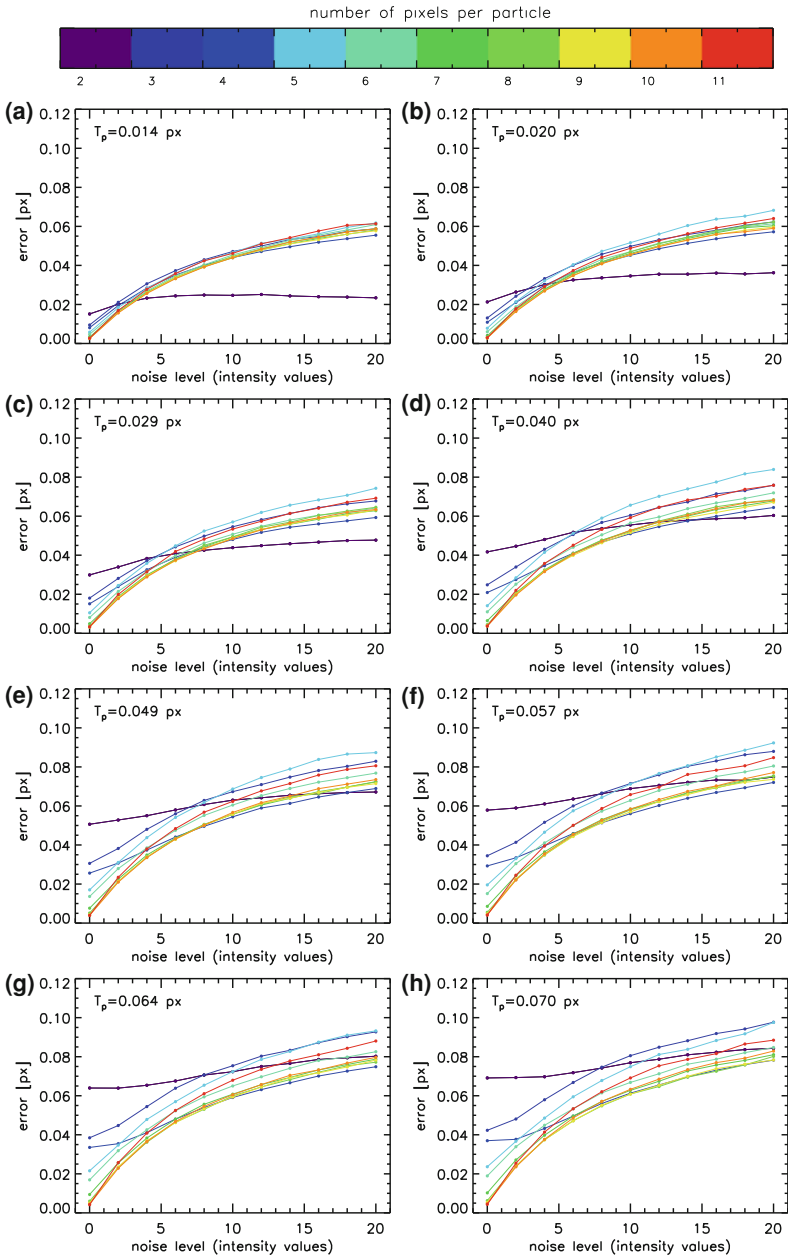 number of pixels per particle
2 3 4 5 6 7 8 9 10 11
(a) (b)
T_p=0.014 px T_p=0.020 px
0.12 0.12
0.10 0.10
0.08 0.08
0.06 0.06
0.04 0.04
0.02 0.02
0.00 0.00
error [px] error [px]
0 5 10 15 20 0 5 10 15 20
noise level (intensity values) noise level (intensity values)
(c) (d)
T_p=0.029 px T_p=0.040 px
0.12 0.12
0.10 0.10
0.08 0.08
0.06 0.06
0.04 0.04
0.02 0.02
0.00 0.00
error [px] error [px]
0 5 10 15 20 0 5 10 15 20
noise level (intensity values) noise level (intensity values)
(e) (f)
T_p=0.049 px T_p=0.057 px
0.12 0.12
0.10 0.10
0.08 0.08
0.06 0.06
0.04 0.04
0.02 0.02
0.00 0.00
error [px] error [px]
0 5 10 15 20 0 5 10 15 20
noise level (intensity values) noise level (intensity values)
(g) (h)
T_p=0.064 px T_p=0.070 px
0.12 0.12
0.10 0.10
0.08 0.08
0.06 0.06
0.04 0.04
0.02 0.02
0.00 0.00
error [px] error [px]
0 5 10 15 20 0 5 10 15 20
noise level (intensity values) noise level (intensity values)